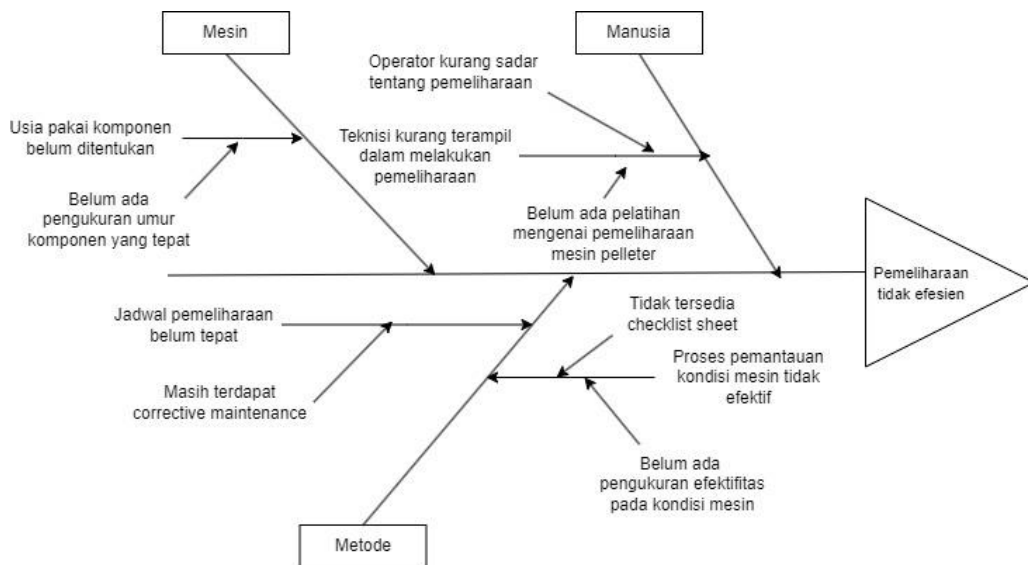 Mesin
Manusia
Operator kurang sadar
tentang pemeliharaan
Usia pakai komponen
belum ditentukan
Teknisi kurang terampil
dalam melakukan
pemeliharaan
Belum ada
pengukuran umur
komponen yang tepat
Belum ada pelatihan
mengenai pemeliharaan
mesin pelleter
Pemeliharaan
tidak efesien
Jadwal pemeliharaan
belum tepat
Tidak tersedia
checklist sheet
Proses pemantauan
kondisi mesin tidak
efektif
Masih terdapat
corrective maintenance
Belum ada
pengukuran efektifitas
pada kondisi mesin
Metode